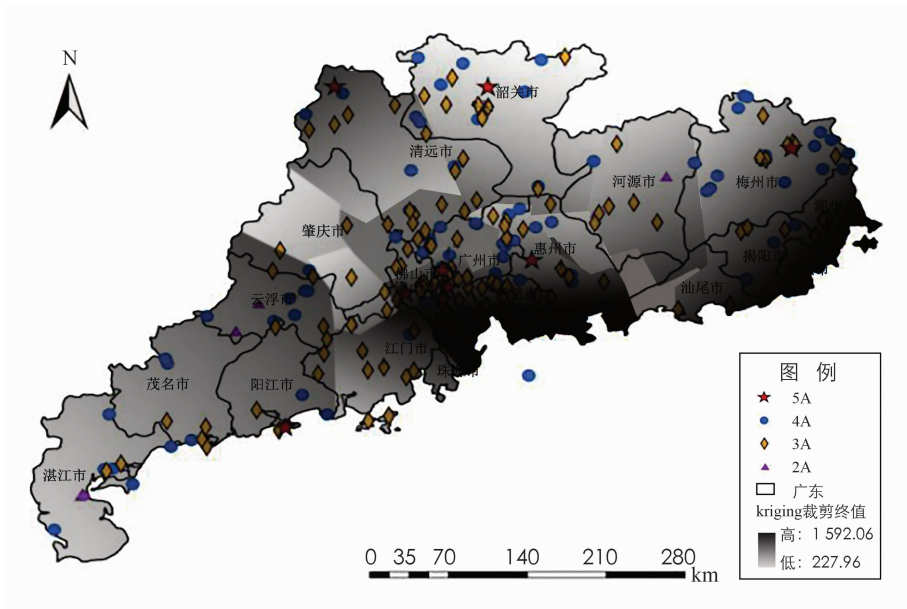 N
韶关市
清远市
河源市
梅州市
肇庆市
惠州市
广州市
佛山市
揭阳市
云浮市
汕尾市
江门市
茂名市
阳江市
湛江市
图 例
5A
4A
3A
2A
广东
kriging裁剪终值
高：1 592.06
低：227.96
0 35 70 140 210 280
km